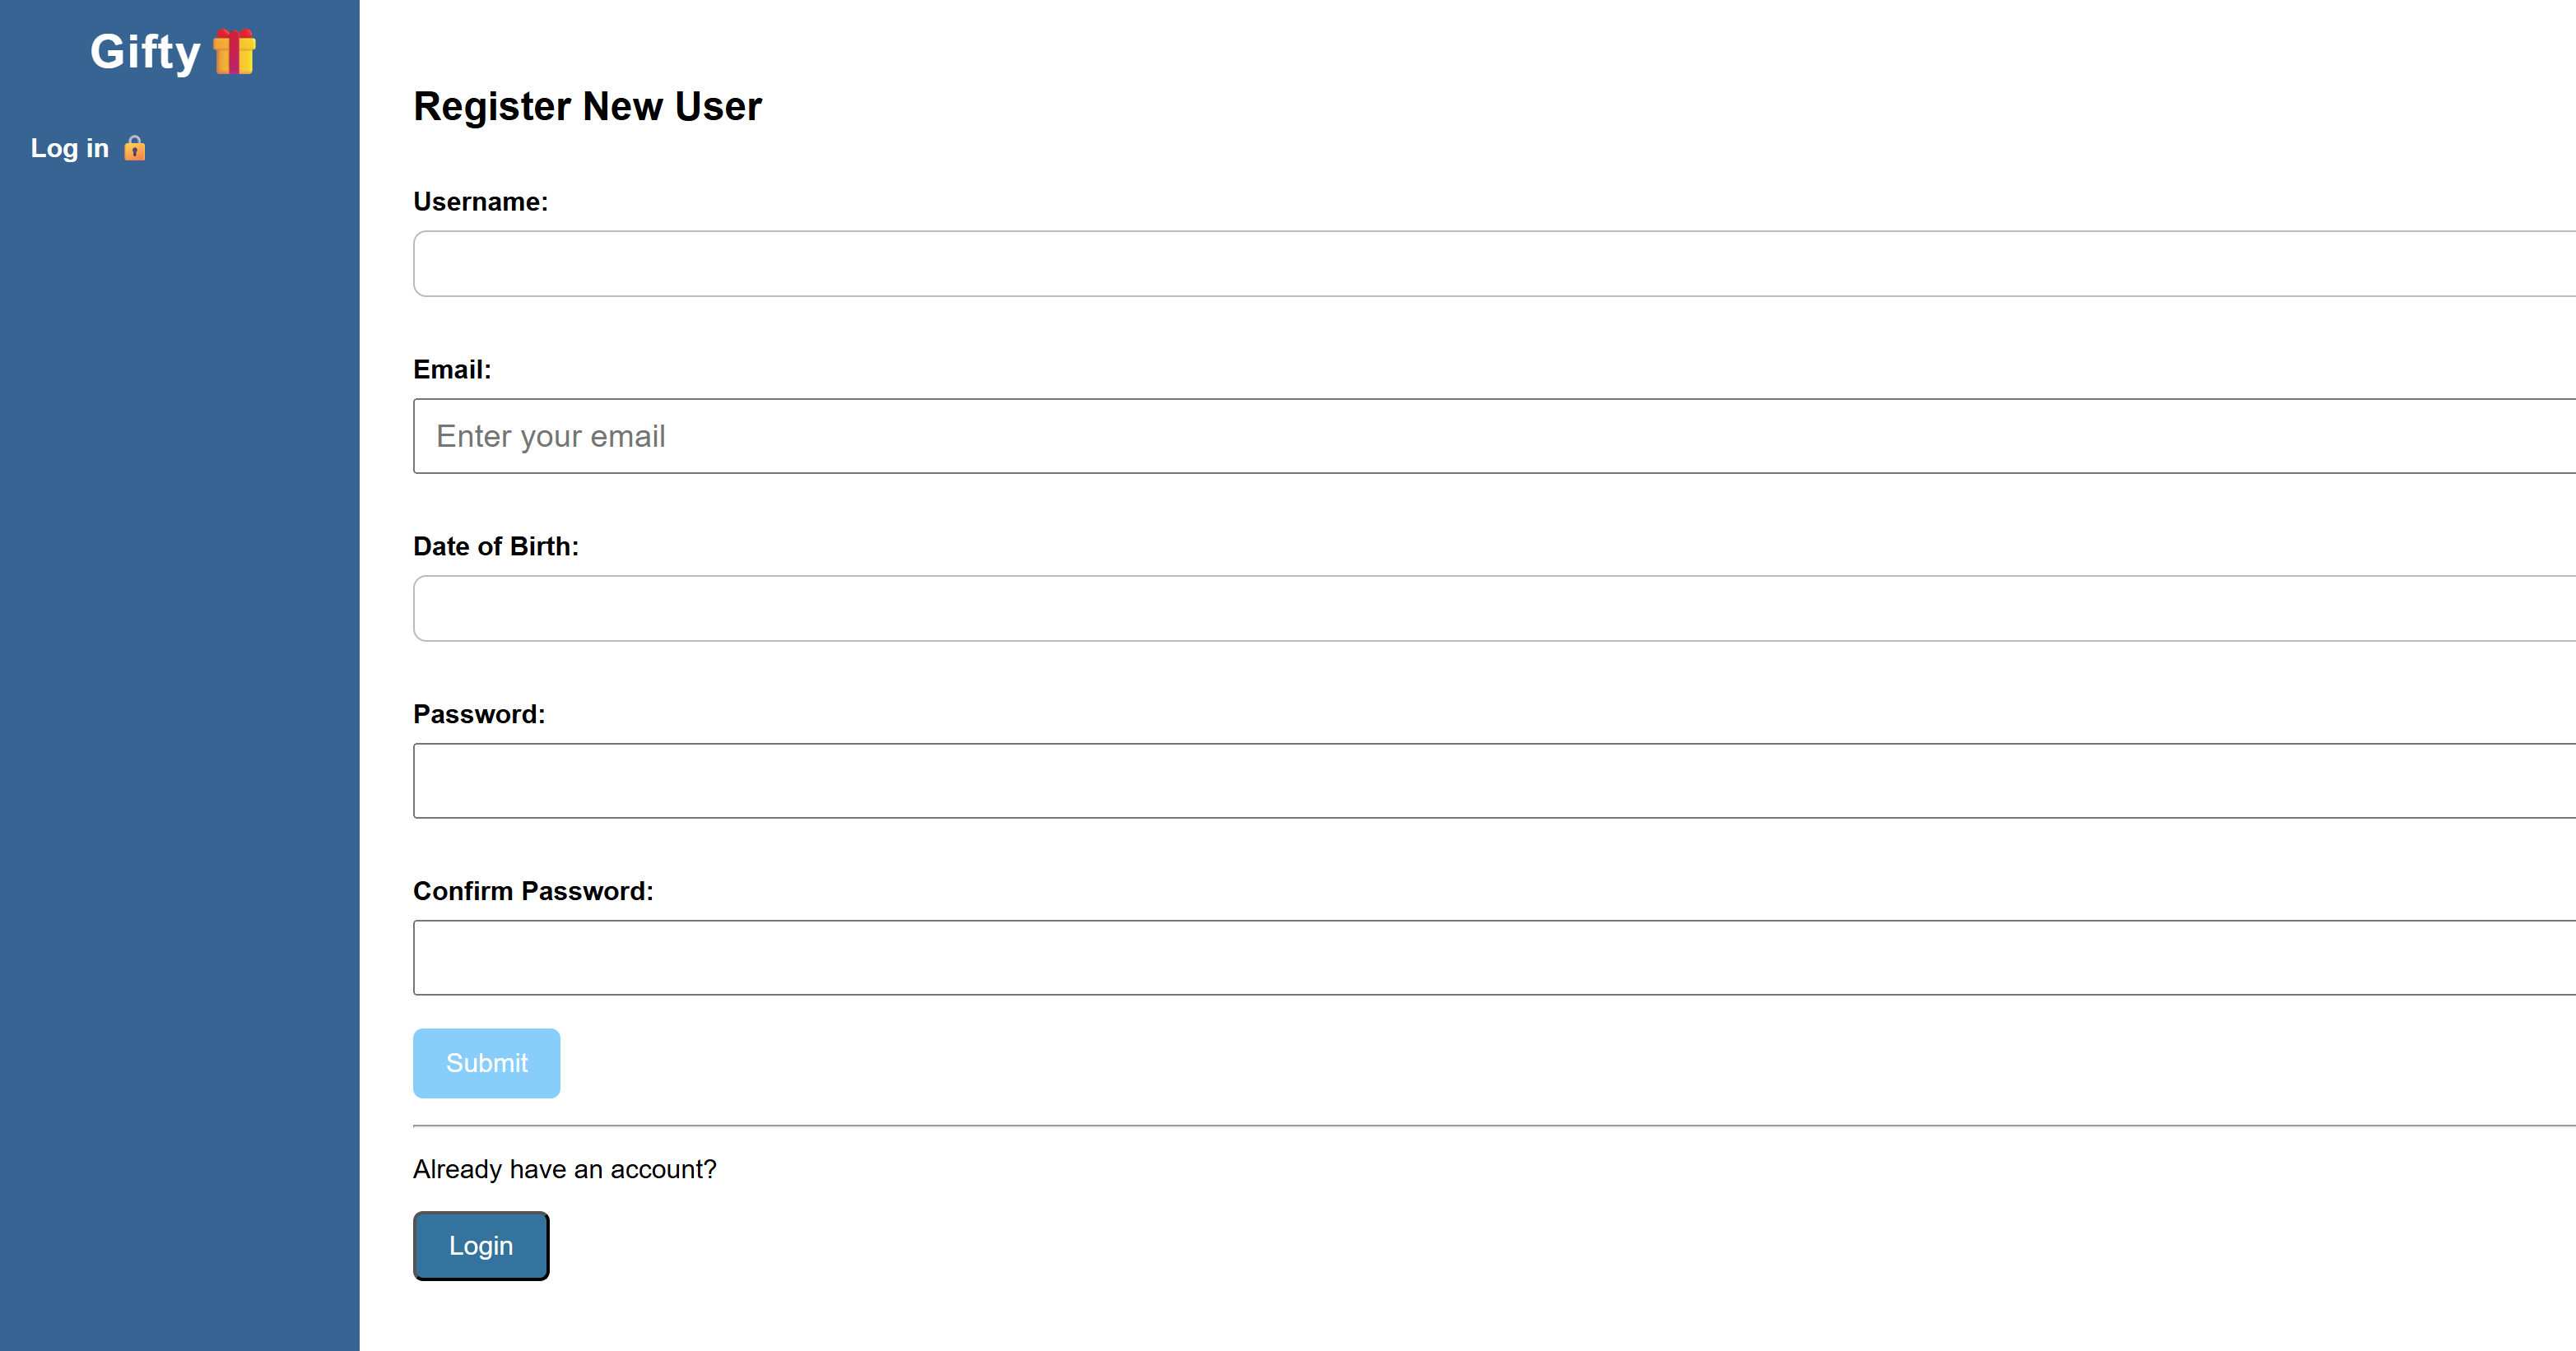 Gifty
Log in
Register New User
Username:
Email:
Enter your email
Date of Birth:
Password:
Confirm Password:
Submit
Already have an account?
Login